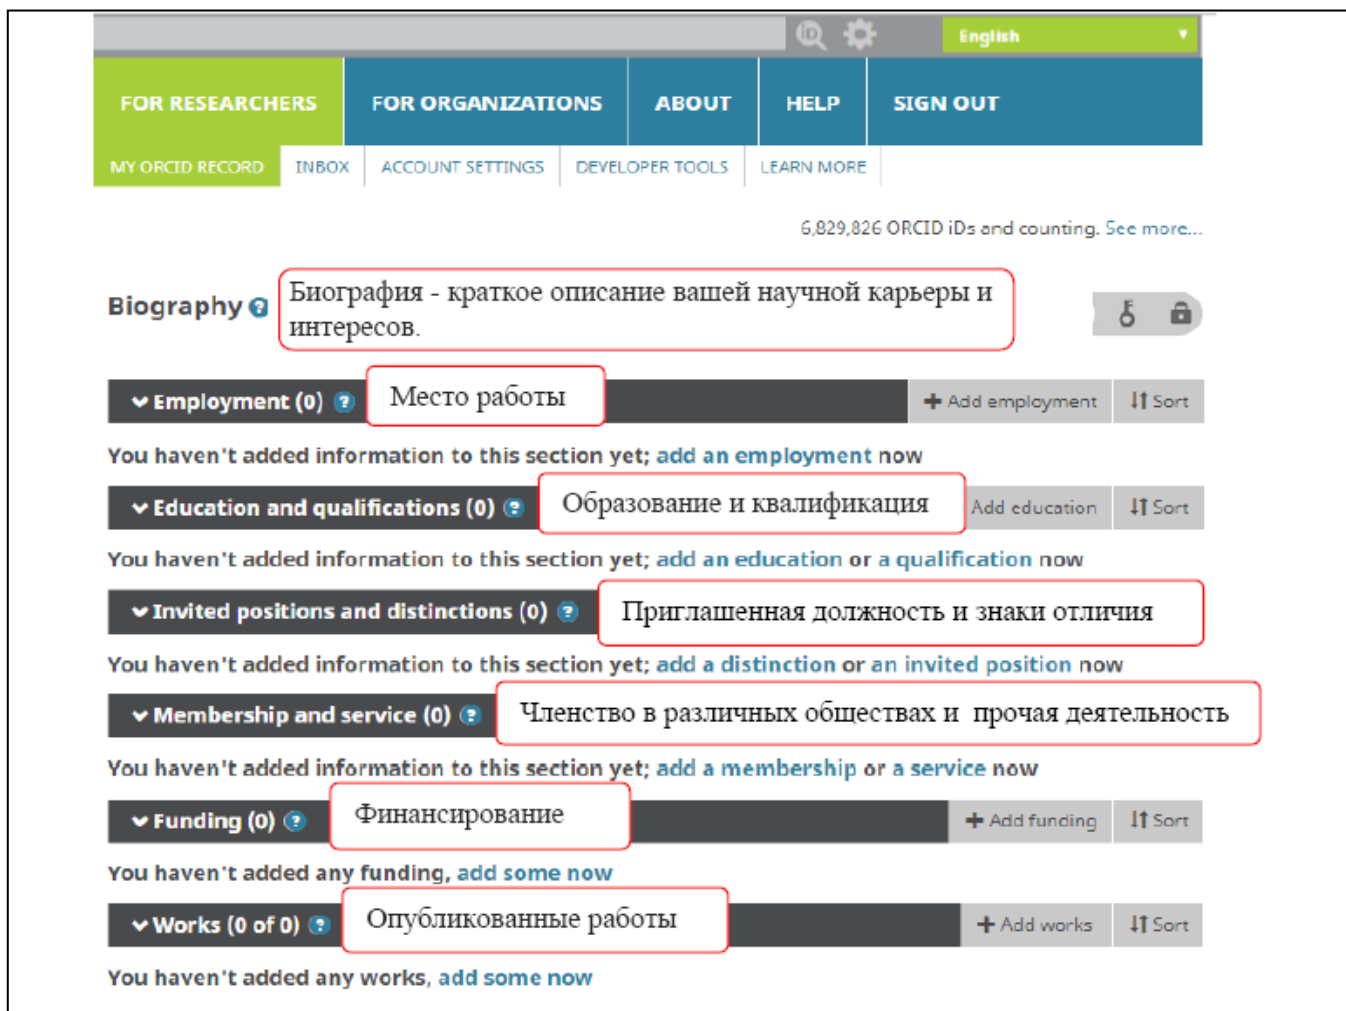 English
FOR RESEARCHERS FOR ORGANIZATIONS ABOUT HELP SIGN OUT
MY ORCID RECORD INBOX ACCOUNT SETTINGS DEVELOPER TOOLS LEARN MORE
6,829,826 ORCID iDs and counting. See more...
Biography ? Биография - краткое описание вашей научной карьеры и
интересов.
Employment (0) ? Место работы + Add employment Sort
You haven't added information to this section yet; add an employment now
Education and qualifications (0) ? Образование и квалификация Add education Sort
You haven't added information to this section yet; add an education or a qualification now
Invited positions and distinctions (0) ? Приглашенная должность и знаки отличия
You haven't added information to this section yet; add a distinction or an invited position now
Membership and service (0) ? Членство в различных обществах и прочая деятельность
You haven't added information to this section yet; add a membership or a service now
Funding (0) ? Финансирование + Add funding Sort
You haven't added any funding, add some now
Works (0 of 0) ? Опубликованные работы + Add works Sort
You haven't added any works, add some now